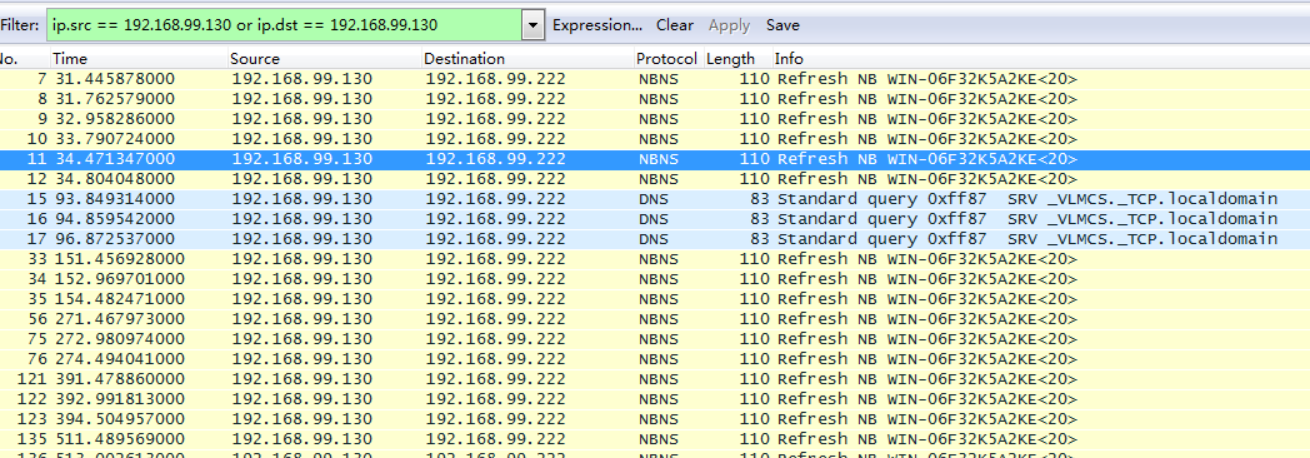 Filter: ip.src == 192.168.99.130 or ip.dst == 192.168.99.130 Expression... Clear Apply Save
No. Time Source Destination Protocol Length Info
7 31.445878000 192.168.99.130 192.168.99.222 NBNS 110 Refresh NB WIN-06F32K5A2KE<20>
8 31.762579000 192.168.99.130 192.168.99.222 NBNS 110 Refresh NB WIN-06F32K5A2KE<20>
9 32.958286000 192.168.99.130 192.168.99.222 NBNS 110 Refresh NB WIN-06F32K5A2KE<20>
10 33.790724000 192.168.99.130 192.168.99.222 NBNS 110 Refresh NB WIN-06F32K5A2KE<20>
11 34.471347000 192.168.99.130 192.168.99.222 NBNS 110 Refresh NB WIN-06F32K5A2KE<20>
12 34.804048000 192.168.99.130 192.168.99.222 NBNS 110 Refresh NB WIN-06F32K5A2KE<20>
15 93.849314000 192.168.99.130 192.168.99.222 DNS 83 Standard query 0xff87 SRV _VLMCS._TCP.localdomain
16 94.859542000 192.168.99.130 192.168.99.222 DNS 83 Standard query 0xff87 SRV _VLMCS._TCP.localdomain
17 96.872537000 192.168.99.130 192.168.99.222 DNS 83 Standard query 0xff87 SRV _VLMCS._TCP.localdomain
33 151.456928000 192.168.99.130 192.168.99.222 NBNS 110 Refresh NB WIN-06F32K5A2KE<20>
34 152.969701000 192.168.99.130 192.168.99.222 NBNS 110 Refresh NB WIN-06F32K5A2KE<20>
35 154.482471000 192.168.99.130 192.168.99.222 NBNS 110 Refresh NB WIN-06F32K5A2KE<20>
56 271.467973000 192.168.99.130 192.168.99.222 NBNS 110 Refresh NB WIN-06F32K5A2KE<20>
75 272.980974000 192.168.99.130 192.168.99.222 NBNS 110 Refresh NB WIN-06F32K5A2KE<20>
76 274.494041000 192.168.99.130 192.168.99.222 NBNS 110 Refresh NB WIN-06F32K5A2KE<20>
121 391.478860000 192.168.99.130 192.168.99.222 NBNS 110 Refresh NB WIN-06F32K5A2KE<20>
122 392.991813000 192.168.99.130 192.168.99.222 NBNS 110 Refresh NB WIN-06F32K5A2KE<20>
123 394.504957000 192.168.99.130 192.168.99.222 NBNS 110 Refresh NB WIN-06F32K5A2KE<20>
135 511.489569000 192.168.99.130 192.168.99.222 NBNS 110 Refresh NB WIN-06F32K5A2KE<20>